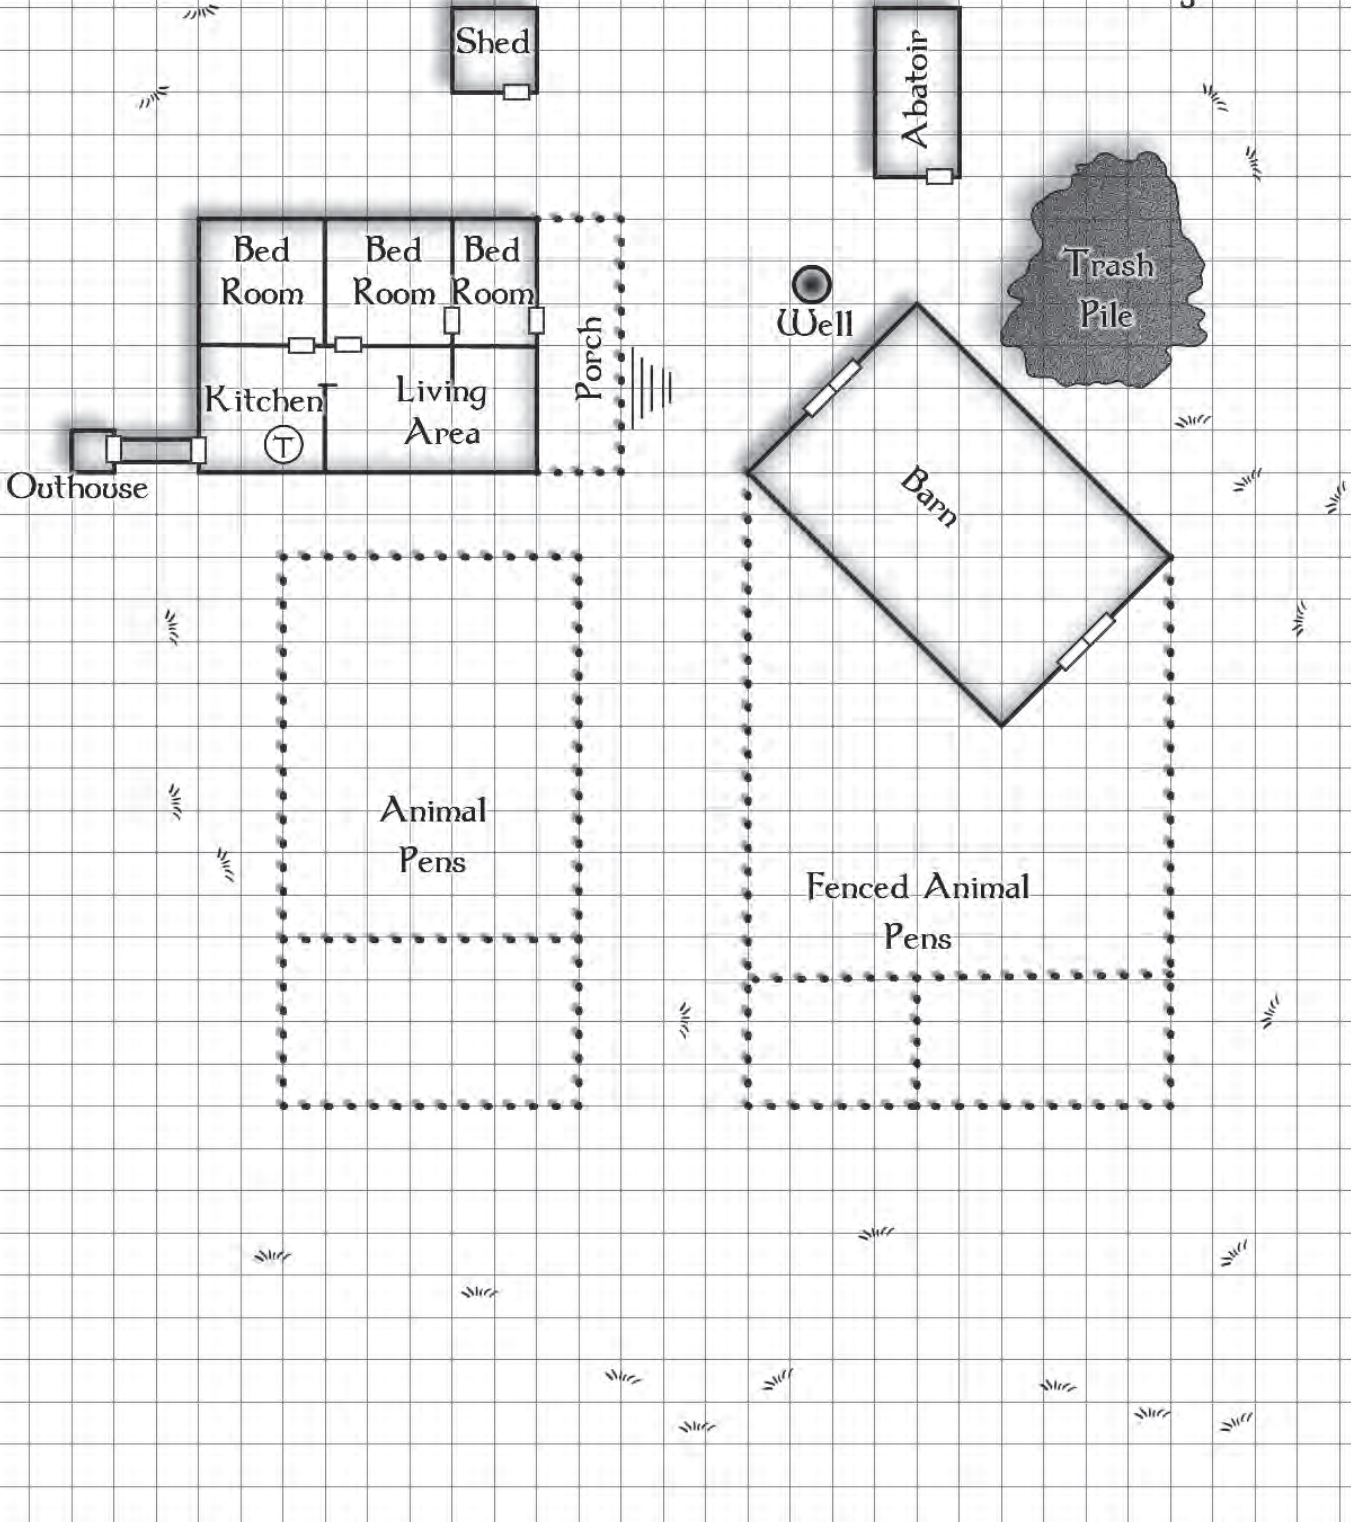 Shed
Abatoir
Bed
Room
Bed
Room
Bed
Room
Trash
Pile
Well
Porch
Kitchen
Living
Area
T
Outhouse
Barn
Animal
Pens
Fenced Animal
Pens